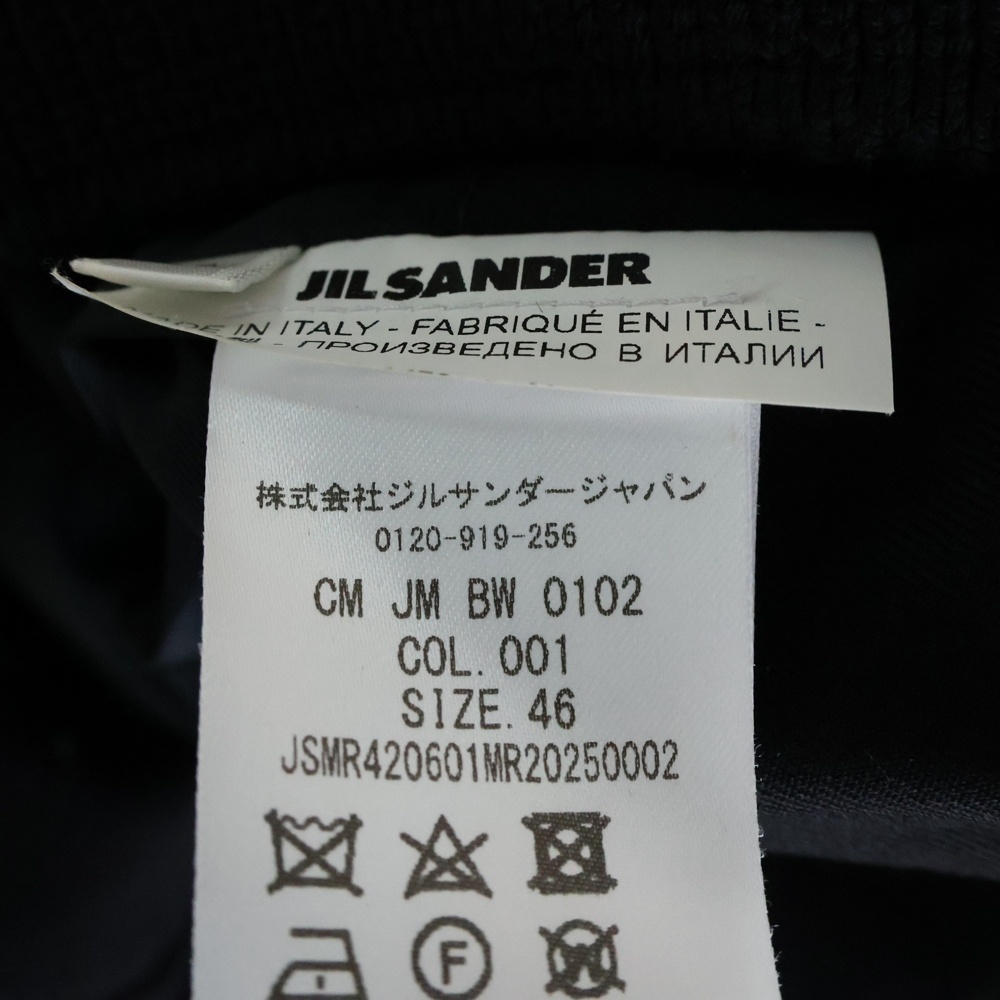 JIL SANDER
MADE IN ITALY - FABRIQUÉ EN ITALIE -
- ПРОИЗВЕДЕНО В ИТАЛИИ
株式会社ジルサンダージャパン
0120-919-256
CM JM BW 0102
COL. 001
SIZE. 46
JSMR420601MR20250002
F
W